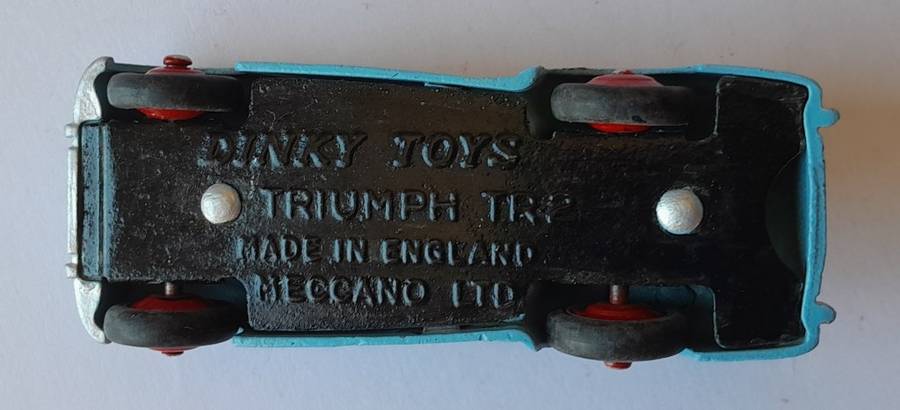 DINKY TOYS
TRIUMPH TR2
MADE IN ENGLAND
MECCANO LTD